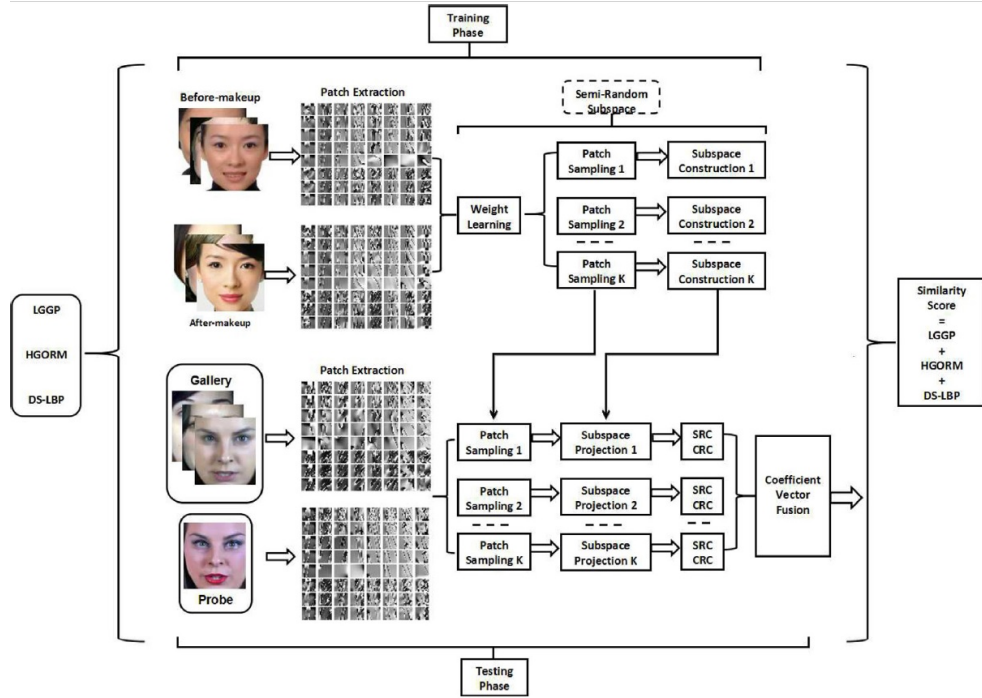 Training
Phase
Before-makeup
Patch Extraction
Semi-Random
Subspace
Patch
Sampling 1
Subspace
Construction 1
Weight
Learning
Patch
Sampling 2
Subspace
Construction 2
Patch
Sampling K
Subspace
Construction K
After-makeup
LGGP
HGORM
DS-LBP
Similarity
Score
=
LGGP
+
HGORM
+
DS-LBP
Gallery
Patch Extraction
Patch
Sampling 1
Subspace
Projection 1
SRC
CRC
Patch
Sampling 2
Subspace
Projection 2
SRC
CRC
Patch
Sampling K
Subspace
Projection K
SRC
CRC
Coefficient
Vector
Fusion
Probe
Testing
Phase